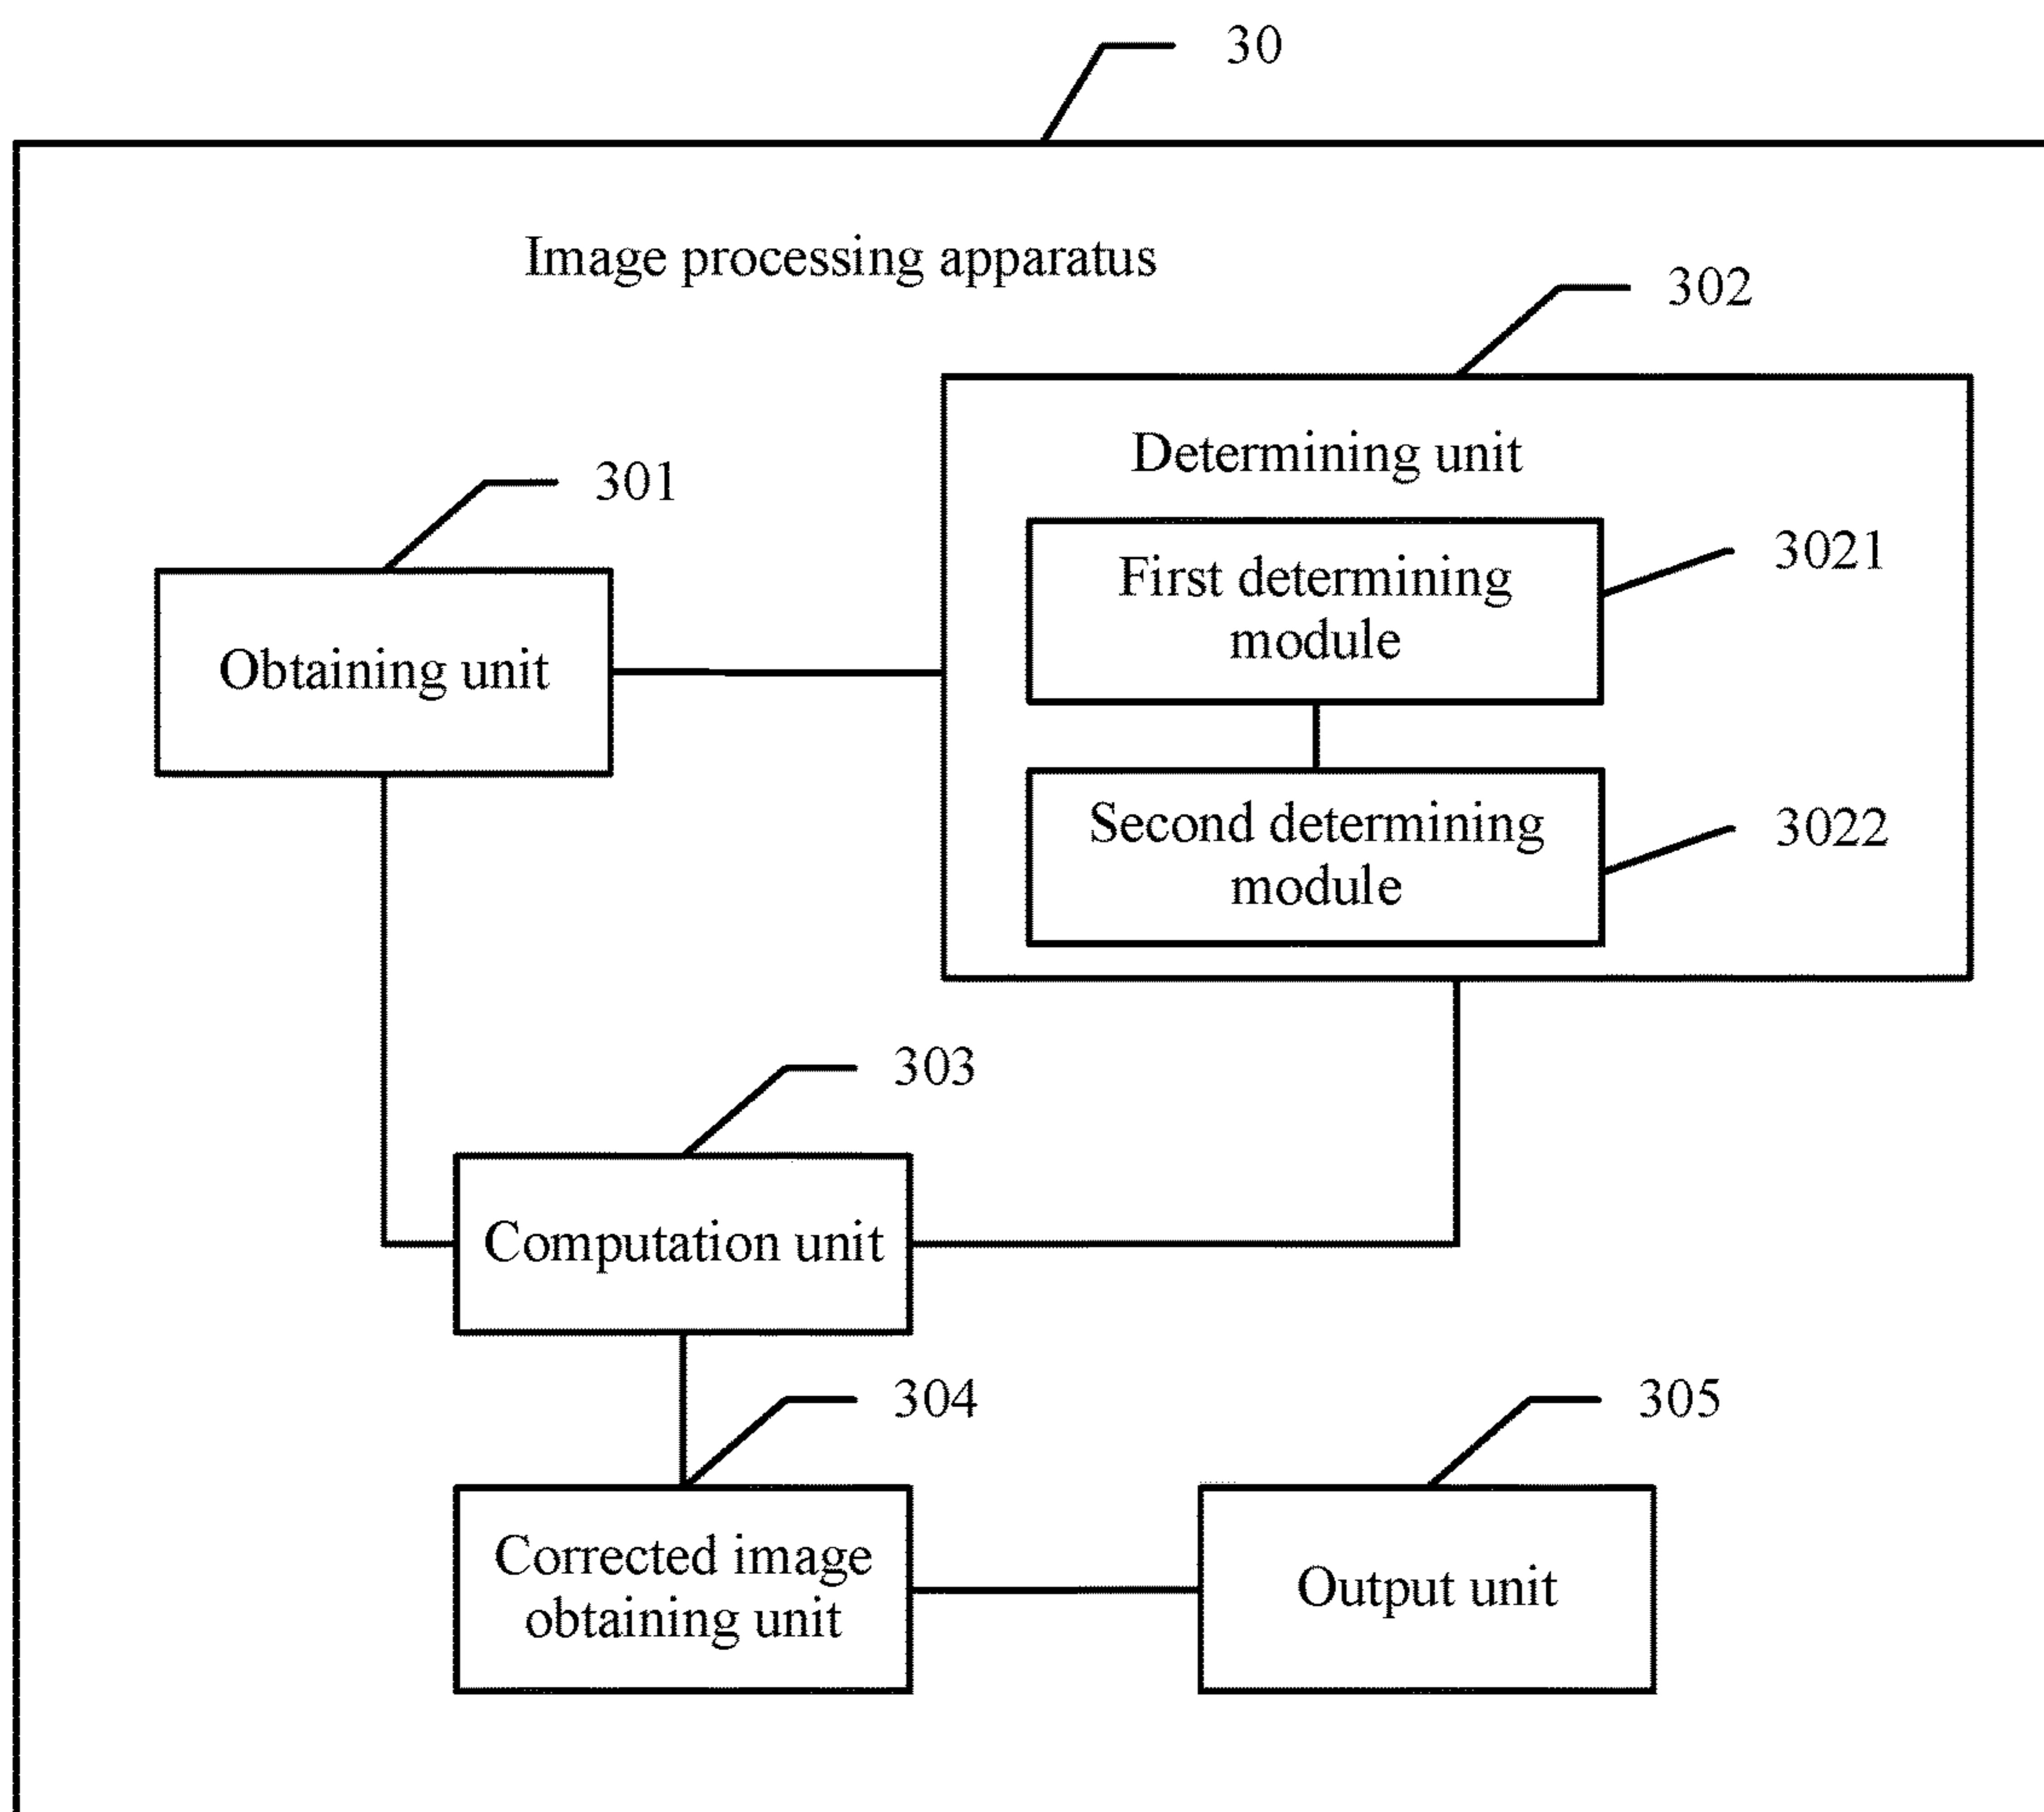 30
Image processing apparatus
302
Determining unit
301
First determining
module
3021
Obtaining unit
Second determining
module
3022
303
Computation unit
304
305
Corrected image
obtaining unit
Output unit